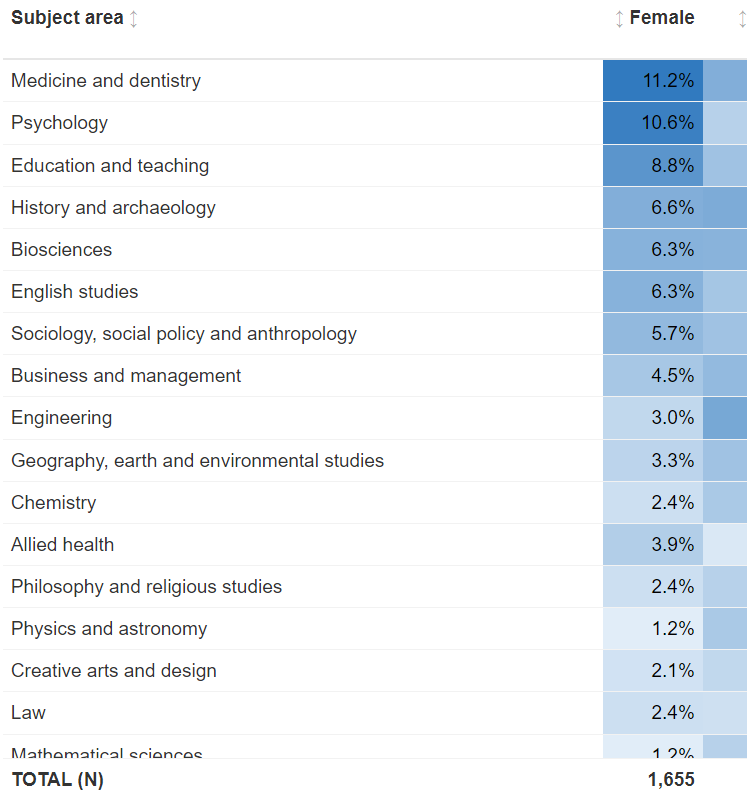 Subject area Female
Medicine and dentistry 11.2%
Psychology 10.6%
Education and teaching 8.8%
History and archaeology 6.6%
Biosciences 6.3%
English studies 6.3%
Sociology, social policy and anthropology 5.7%
Business and management 4.5%
Engineering 3.0%
Geography, earth and environmental studies 3.3%
Chemistry 2.4%
Allied health 3.9%
Philosophy and religious studies 2.4%
Physics and astronomy 1.2%
Creative arts and design 2.1%
Law 2.4%
Mathematical sciences 1.2%
TOTAL (N) 1,655